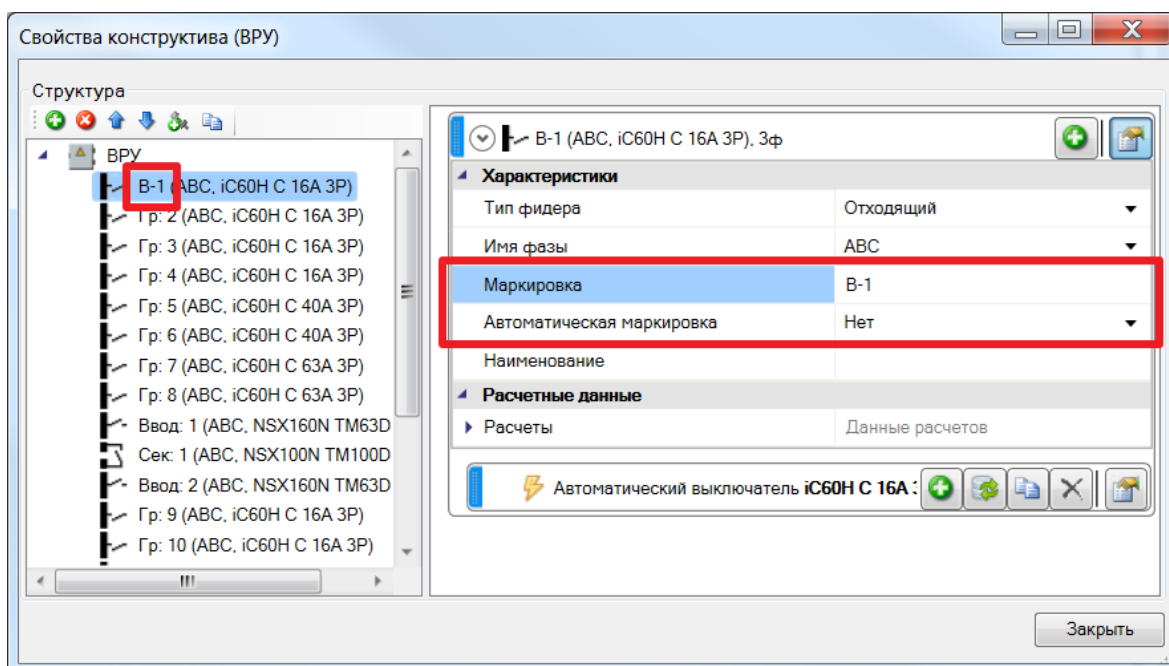 Свойства конструктива (ВРУ)
Структура
ВРУ
В-1 (ABC, iC60H C 16A 3P)
Гр: 2 (ABC, iC60H C 16A 3P)
Гр: 3 (ABC, iC60H C 16A 3P)
Гр: 4 (ABC, iC60H C 16A 3P)
Гр: 5 (ABC, iC60H C 40A 3P)
Гр: 6 (ABC, iC60H C 40A 3P)
Гр: 7 (ABC, iC60H C 63A 3P)
Гр: 8 (ABC, iC60H C 63A 3P)
Ввод: 1 (ABC, NSX160N TM63D
Сек: 1 (ABC, NSX100N TM100D
Ввод: 2 (ABC, NSX160N TM63D
Гр: 9 (ABC, iC60H C 16A 3P)
Гр: 10 (ABC, iC60H C 16A 3P)
В-1 (ABC, iC60H C 16A 3P), 3ф
Характеристики
Тип фидера Отходящий
Имя фазы ABC
Маркировка В-1
Автоматическая маркировка Нет
Наименование
Расчетные данные
Расчеты Данные расчетов
Автоматический выключатель iC60H C 16A
Закрыть